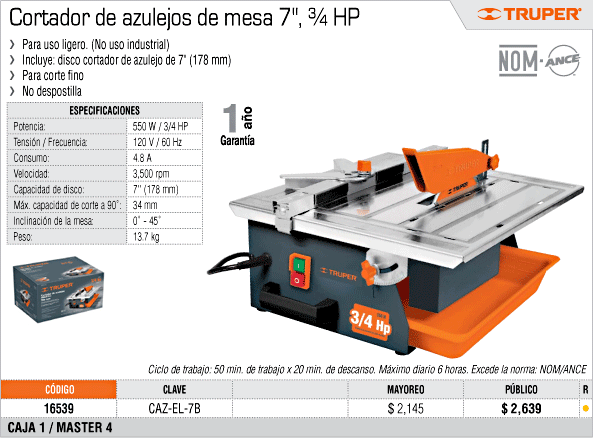 Cortador de azulejos de mesa 7", ¾ HP
TRUPER®
Para uso ligero. (No uso industrial)
Incluye: disco cortador de azulejo de 7" (178 mm)
Para corte fino
No despostilla
NOM-ANCE
ESPECIFICACIONES
Potencia: 550 W / 3/4 HP
Tensión / Frecuencia: 120 V / 60 Hz
Consumo: 4.8 A
Velocidad: 3,500 rpm
Capacidad de disco: 7" (178 mm)
Máx. capacidad de corte a 90°: 34 mm
Inclinación de la mesa: 0° - 45°
Peso: 13.7 kg
1 año
Garantía
TRUPER
TRUPER
TRUPER
3/4 Hp
Ciclo de trabajo: 50 min. de trabajo x 20 min. de descanso. Máximo diario 6 horas. Excede la norma: NOM/ANCE
CÓDIGO CLAVE MAYOREO PÚBLICO R
16539 CAZ-EL-7B $ 2,145 $ 2,639
CAJA 1 / MASTER 4